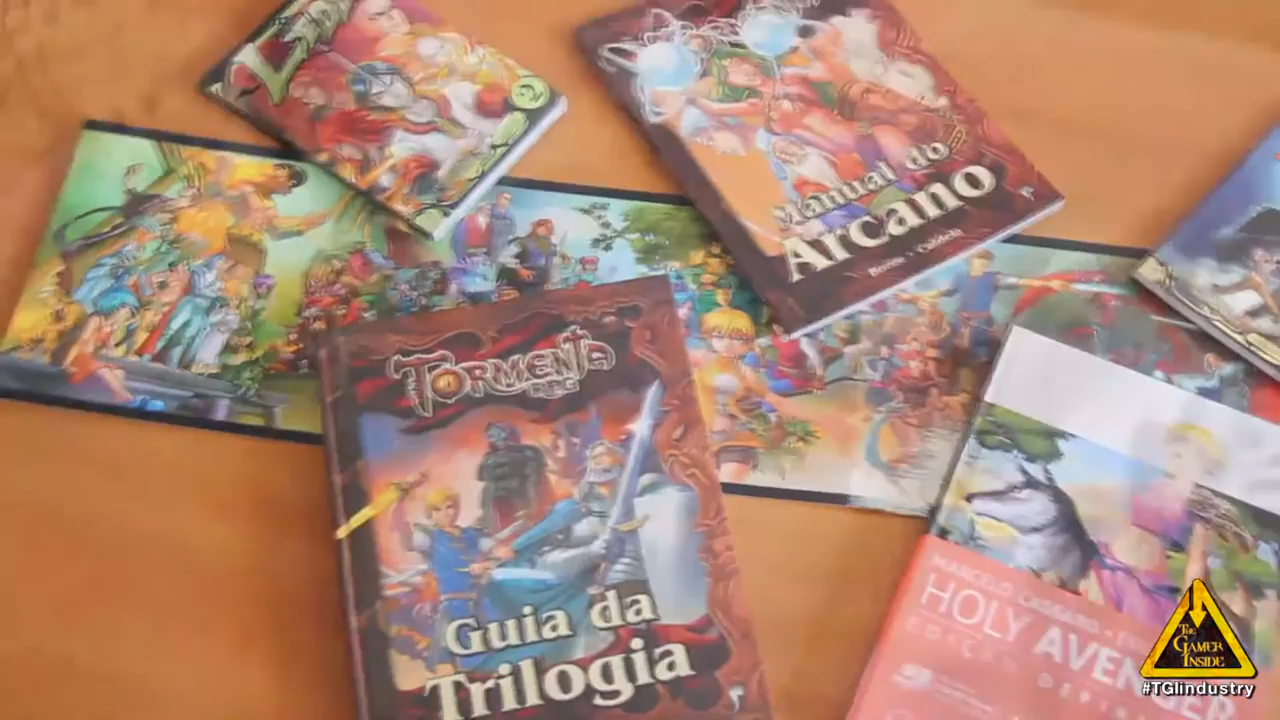 Manual do
Arcano
TORMENTA
RPG
Guia da
Trilogia
MARCELO CASSARO
HOLY AVENGER
THE
GAMER
INSIDE
#TGIindustry